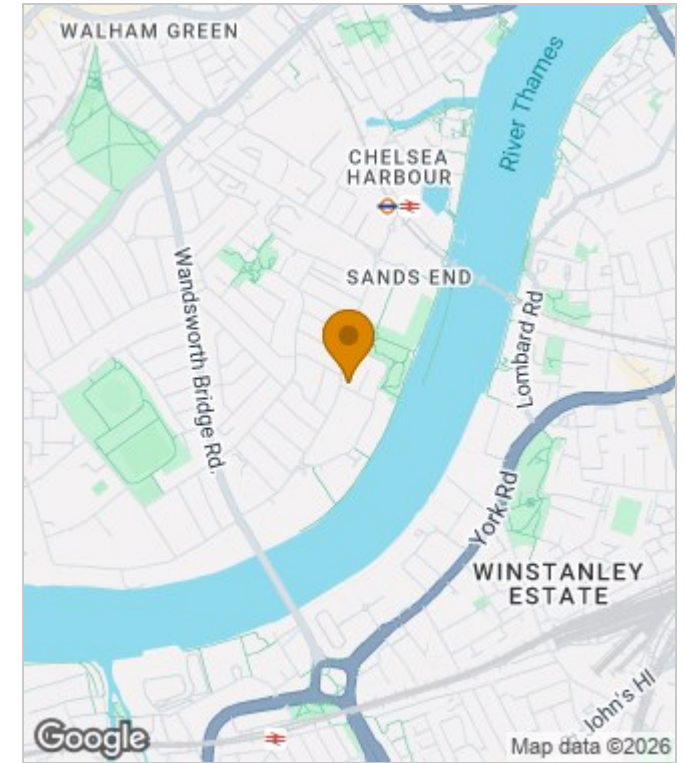 WALHAM GREEN
River Thames
CHELSEA
HARBOUR
SANDS END
Wandsworth Bridge Rd.
Lombard Rd
York Rd
WINSTANLEY
ESTATE
John's Hl
Google
Map data ©2026